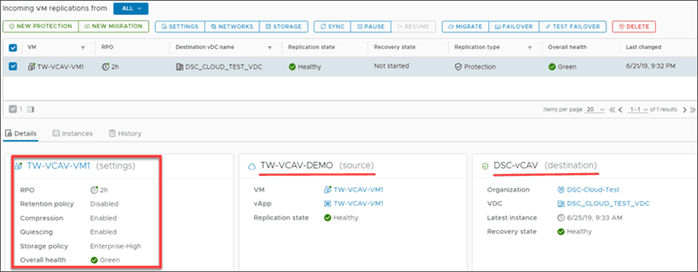 Incoming VM replications from ALL
NEW PROTECTION NEW MIGRATION SETTINGS NETWORKS STORAGE SYNC PAUSE RESUME MIGRATE FAILOVER TEST FAILOVER DELETE
VM RPO Destination vDC name Replication state Recovery state Replication type Overall health Last changed
TW-VCAV-VM1 2h DSC_CLOUD_TEST_VDC Healthy Not started Protection Green 6/21/19, 9:32 PM
1 Items per page 20 1 - 1 of 1 results
Details Instances History
TW-VCAV-VM1 (settings)
RPO 2h
Retention policy Disabled
Compression Enabled
Quiescing Enabled
Storage policy Enterprise-High
Overall health Green
TW-VCAV-DEMO (source)
VM TW-VCAV-VM1
vApp TW-VCAV-VM1
Replication state Healthy
DSC-vCAV (destination)
Organization DSC-Cloud-Test
VDC DSC_CLOUD_TEST_VDC
Latest instance 6/25/19, 9:33 AM
Recovery state Healthy